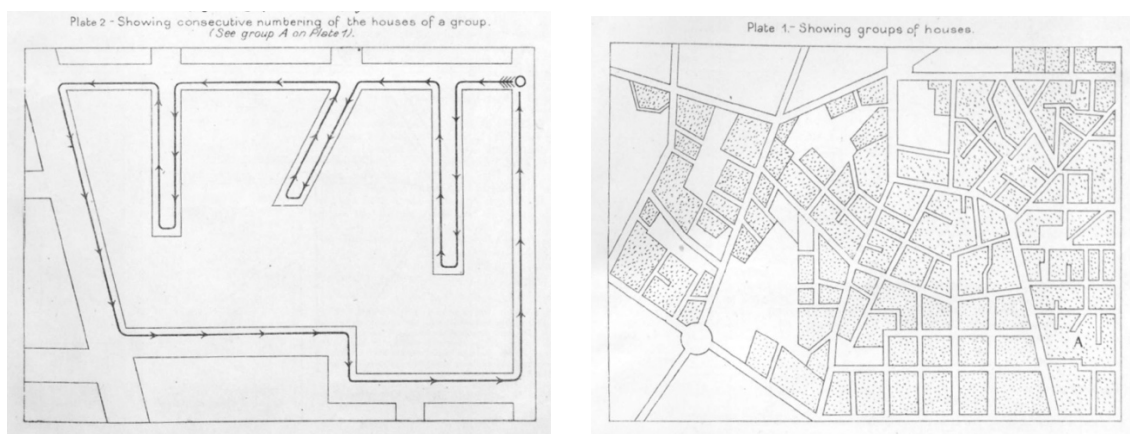 Plate 2 - Showing consecutive numbering of the houses of a group.
(See group A on Plate 1).
Plate 1.- Showing groups of houses.
A